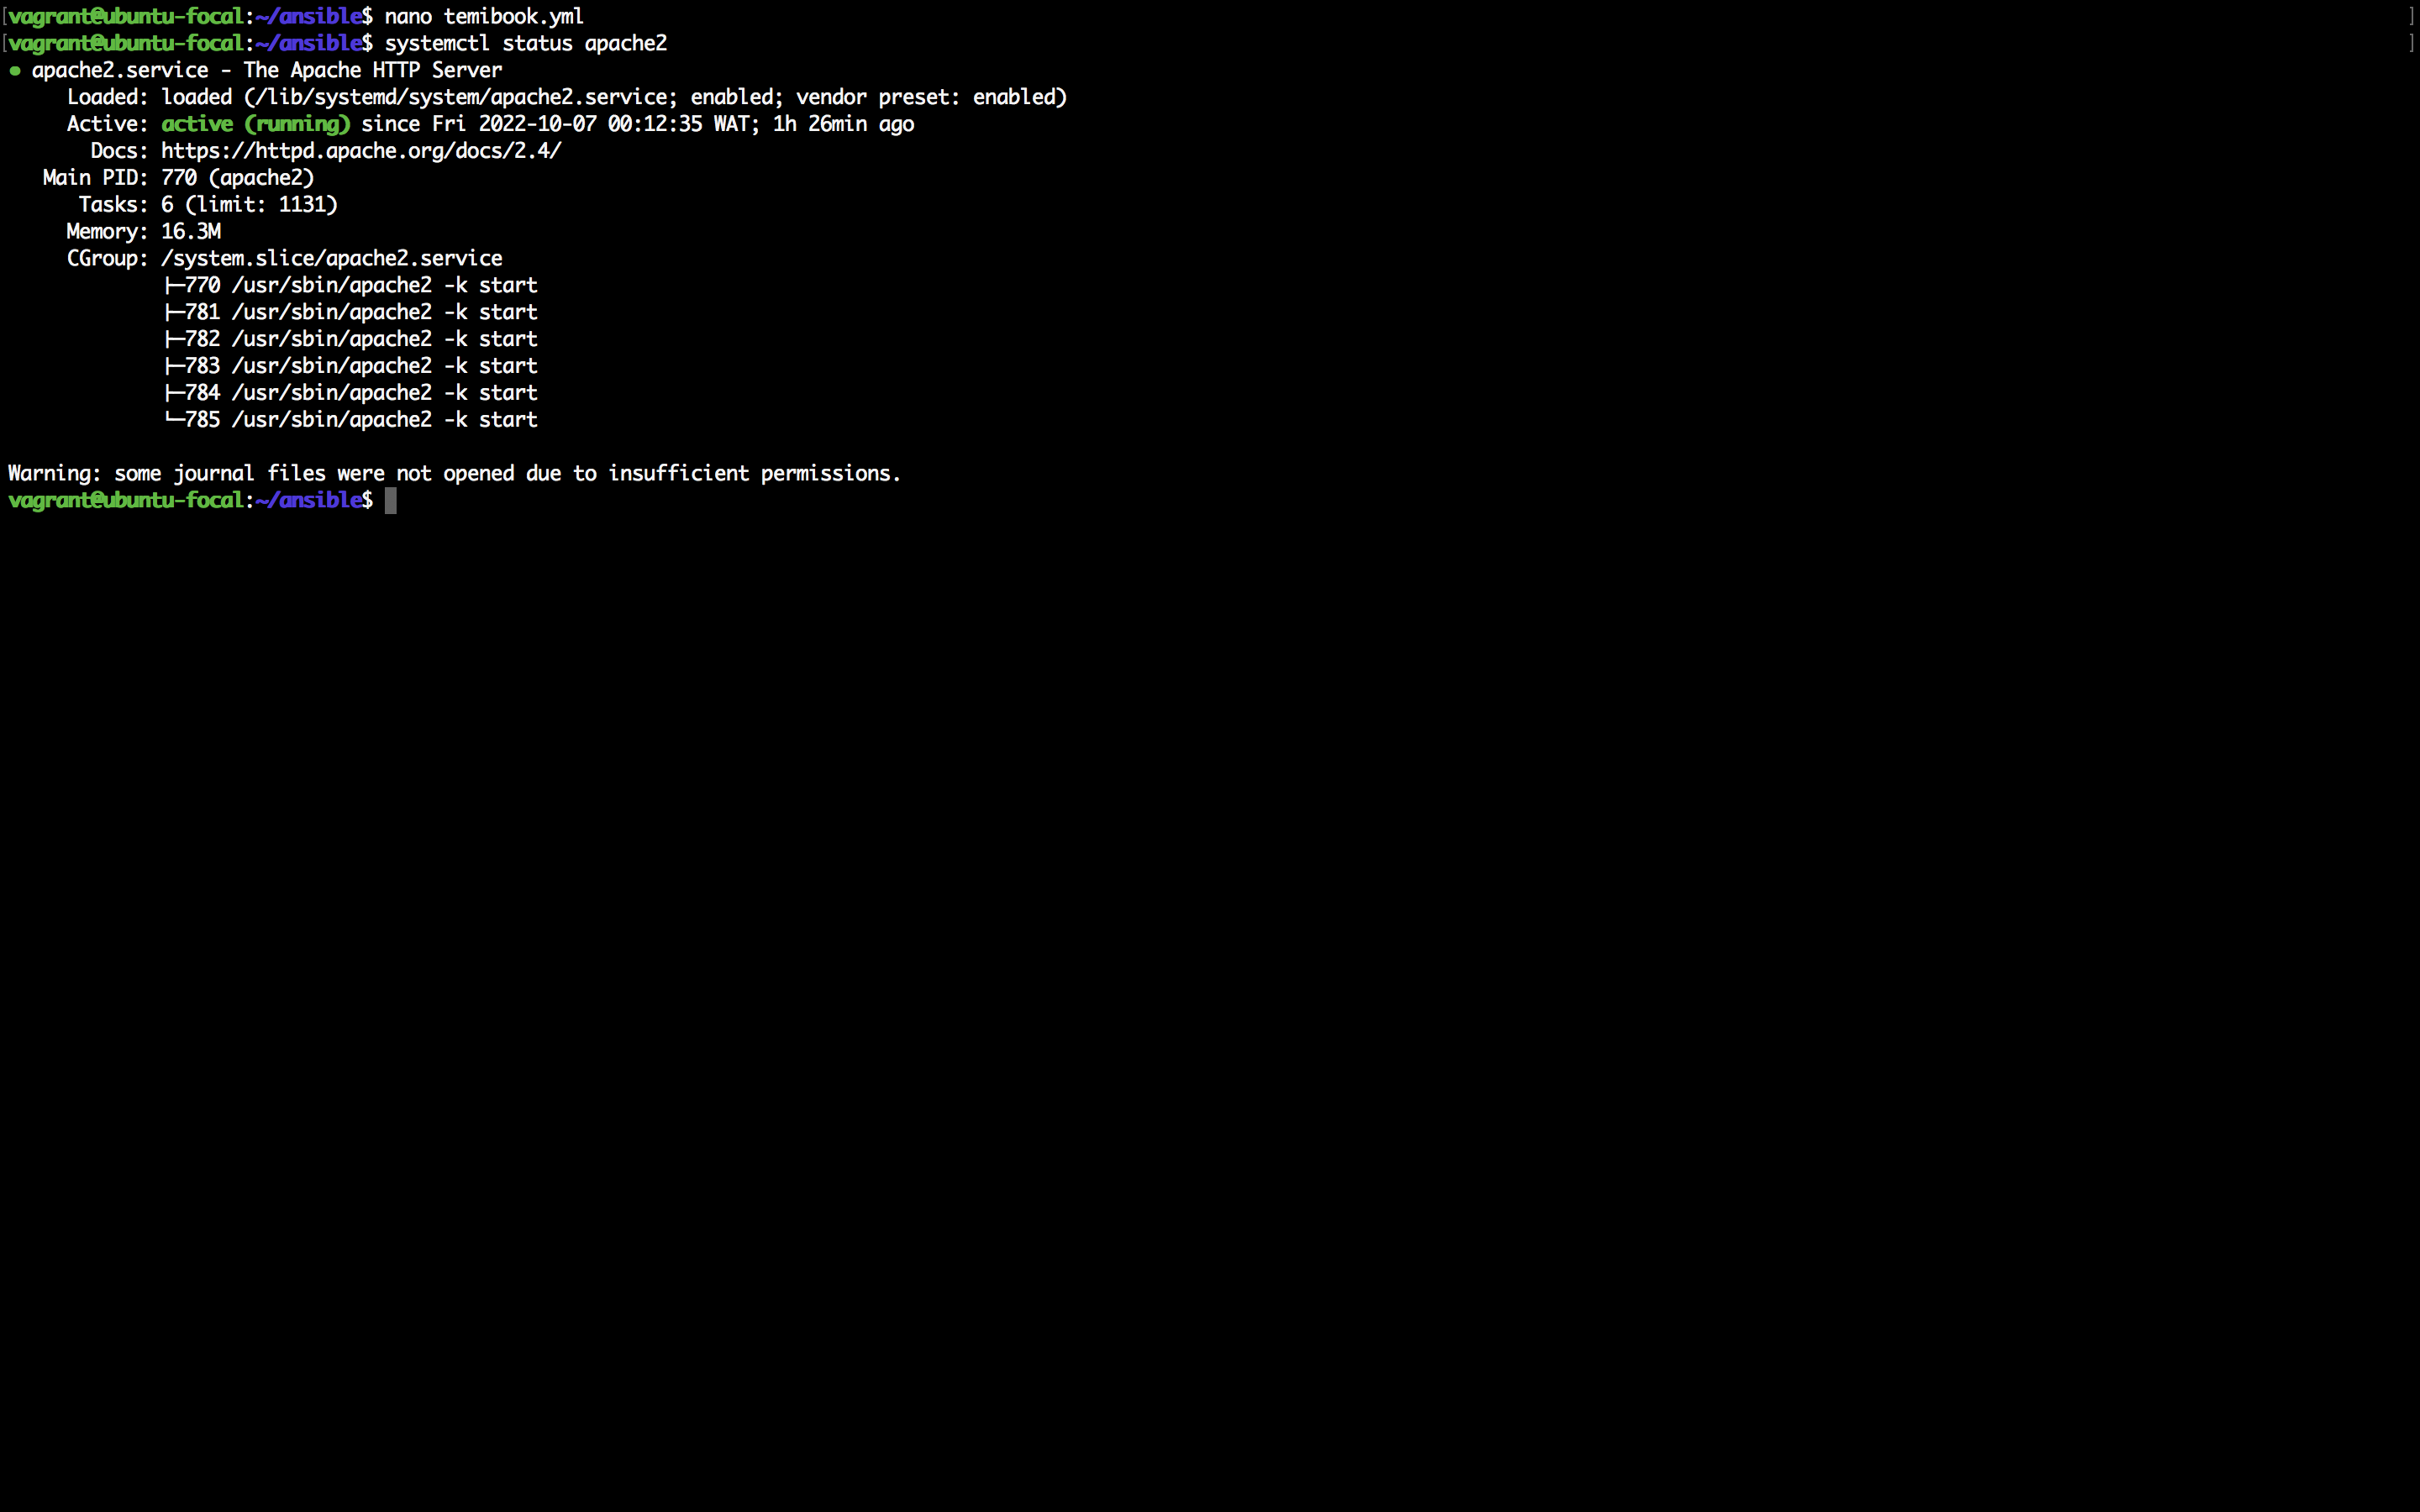 [vagrant@ubuntu-focal:~/ansible$ nano temibook.yml ]
[vagrant@ubuntu-focal:~/ansible$ systemctl status apache2 ]
● apache2.service - The Apache HTTP Server
     Loaded: loaded (/lib/systemd/system/apache2.service; enabled; vendor preset: enabled)
     Active: active (running) since Fri 2022-10-07 00:12:35 WAT; 1h 26min ago
       Docs: https://httpd.apache.org/docs/2.4/
   Main PID: 770 (apache2)
      Tasks: 6 (limit: 1131)
     Memory: 16.3M
     CGroup: /system.slice/apache2.service
             ├─770 /usr/sbin/apache2 -k start
             ├─781 /usr/sbin/apache2 -k start
             ├─782 /usr/sbin/apache2 -k start
             ├─783 /usr/sbin/apache2 -k start
             ├─784 /usr/sbin/apache2 -k start
             └─785 /usr/sbin/apache2 -k start

Warning: some journal files were not opened due to insufficient permissions.
vagrant@ubuntu-focal:~/ansible$